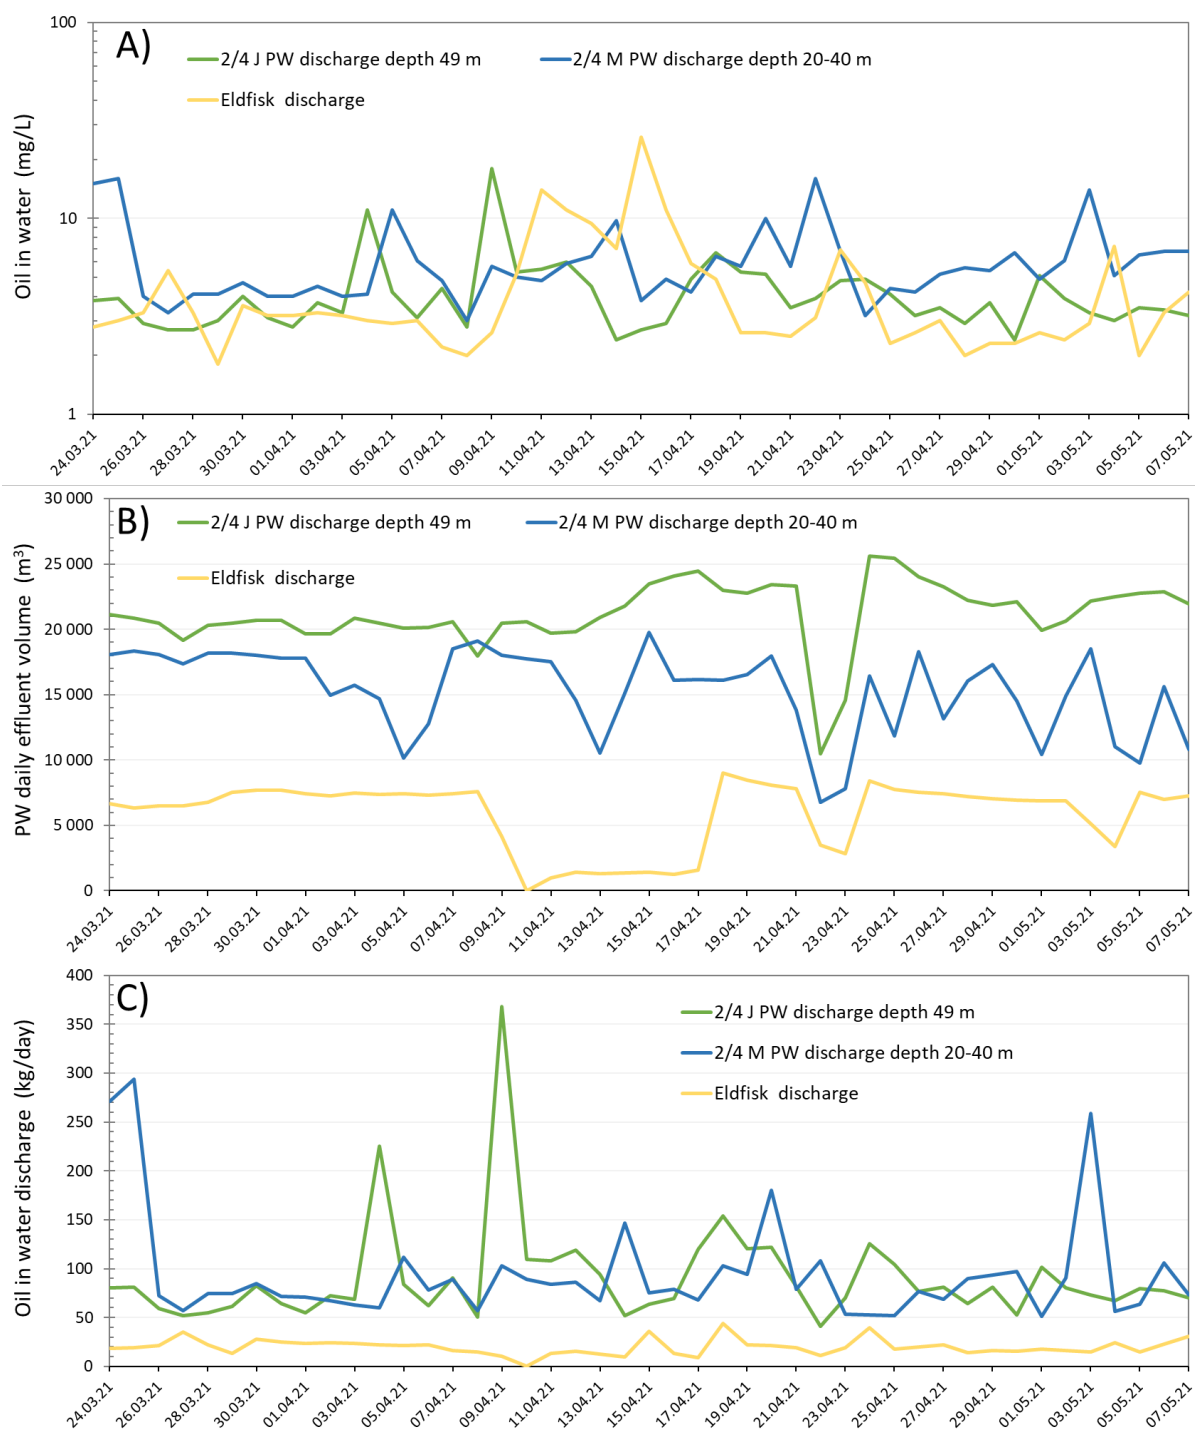 A)
2/4 J PW discharge depth 49 m
2/4 M PW discharge depth 20-40 m
Eldfisk discharge
Oil in water (mg/L)
100
10
1
24.03.21 26.03.21 28.03.21 30.03.21 01.04.21 03.04.21 05.04.21 07.04.21 09.04.21 11.04.21 13.04.21 15.04.21 17.04.21 19.04.21 21.04.21 23.04.21 25.04.21 27.04.21 29.04.21 01.05.21 03.05.21 05.05.21 07.05.21
B)
2/4 J PW discharge depth 49 m
2/4 M PW discharge depth 20-40 m
Eldfisk discharge
PW daily effluent volume (m³)
30 000
25 000
20 000
15 000
10 000
5 000
0
24.03.21 26.03.21 28.03.21 30.03.21 01.04.21 03.04.21 05.04.21 07.04.21 09.04.21 11.04.21 13.04.21 15.04.21 17.04.21 19.04.21 21.04.21 23.04.21 25.04.21 27.04.21 29.04.21 01.05.21 03.05.21 05.05.21 07.05.21
C)
2/4 J PW discharge depth 49 m
2/4 M PW discharge depth 20-40 m
Eldfisk discharge
Oil in water discharge (kg/day)
400
350
300
250
200
150
100
50
0
24.03.21 26.03.21 28.03.21 30.03.21 01.04.21 03.04.21 05.04.21 07.04.21 09.04.21 11.04.21 13.04.21 15.04.21 17.04.21 19.04.21 21.04.21 23.04.21 25.04.21 27.04.21 29.04.21 01.05.21 03.05.21 05.05.21 07.05.21